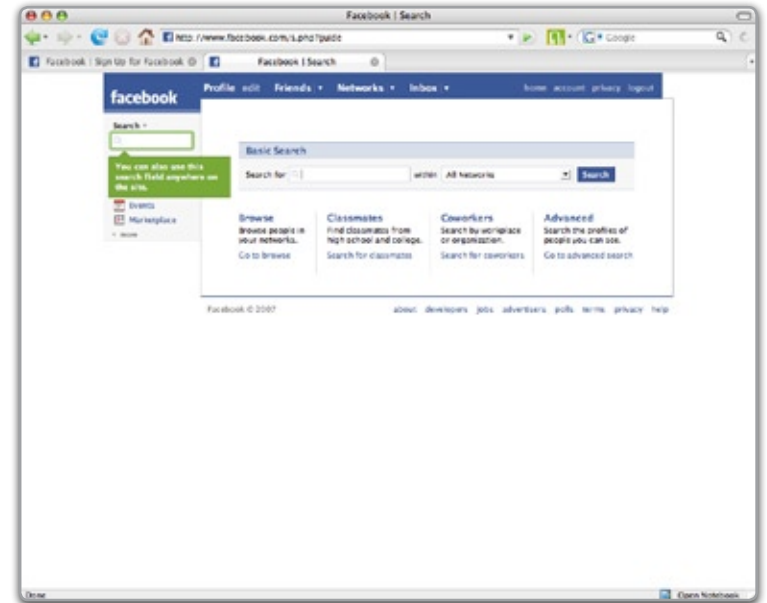 Facebook | Search
http://www.facebook.com/s.php?guide
Google
Facebook | Sign Up for Facebook
Facebook | Search
facebook
Profile edit Friends Networks Inbox
home account privacy logout
Search
You can also use this
search field anywhere on
the site.
Events
Marketplace
more
Basic Search
Search for
within All Networks
Search
Browse
Browse people in
your networks.
Go to browse
Classmates
Find classmates from
high school and college.
Search for classmates
Coworkers
Search by workplace
or organization.
Search for coworkers
Advanced
Search the profiles of
people you can see.
Go to advanced search
Facebook © 2007
about developers jobs advertisers polls terms privacy help
Done
Open Notebook